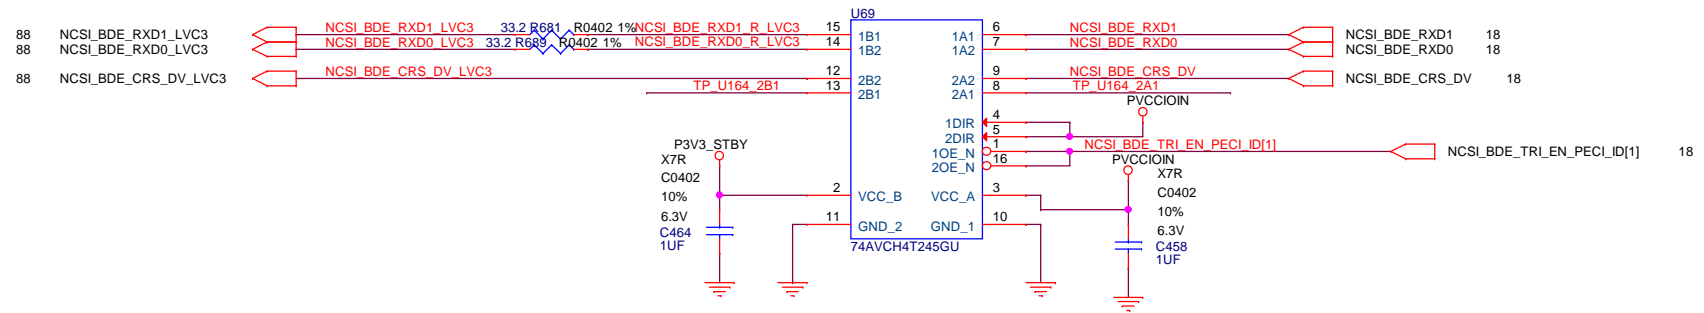 U69
88 NCSI_BDE_RXD1_LVC3 NCSI_BDE_RXD1_LVC3 33.2 R681 R0402 1% NCSI_BDE_RXD1_R_LVC3 15 1B1 1A1 6 NCSI_BDE_RXD1 NCSI_BDE_RXD1 18
88 NCSI_BDE_RXD0_LVC3 NCSI_BDE_RXD0_LVC3 33.2 R689 R0402 1% NCSI_BDE_RXD0_R_LVC3 14 1B2 1A2 7 NCSI_BDE_RXD0 NCSI_BDE_RXD0 18
88 NCSI_BDE_CRS_DV_LVC3 NCSI_BDE_CRS_DV_LVC3 12 2B2 2A2 9 NCSI_BDE_CRS_DV NCSI_BDE_CRS_DV 18
TP_U164_2B1 13 2B1 2A1 8 TP_U164_2A1
PVCCIOIN
1DIR 4
2DIR 5
P3V3_STBY 1OE_N 1 NCSI_BDE_TRI_EN_PECI_ID[1] NCSI_BDE_TRI_EN_PECI_ID[1] 18
X7R 2OE_N 16 PVCCIOIN
X7R
C0402
10% 2 VCC_B VCC_A 3 C0402
6.3V 11 GND_2 GND_1 10 10%
C464 6.3V
1UF 74AVCH4T245GU C458
1UF